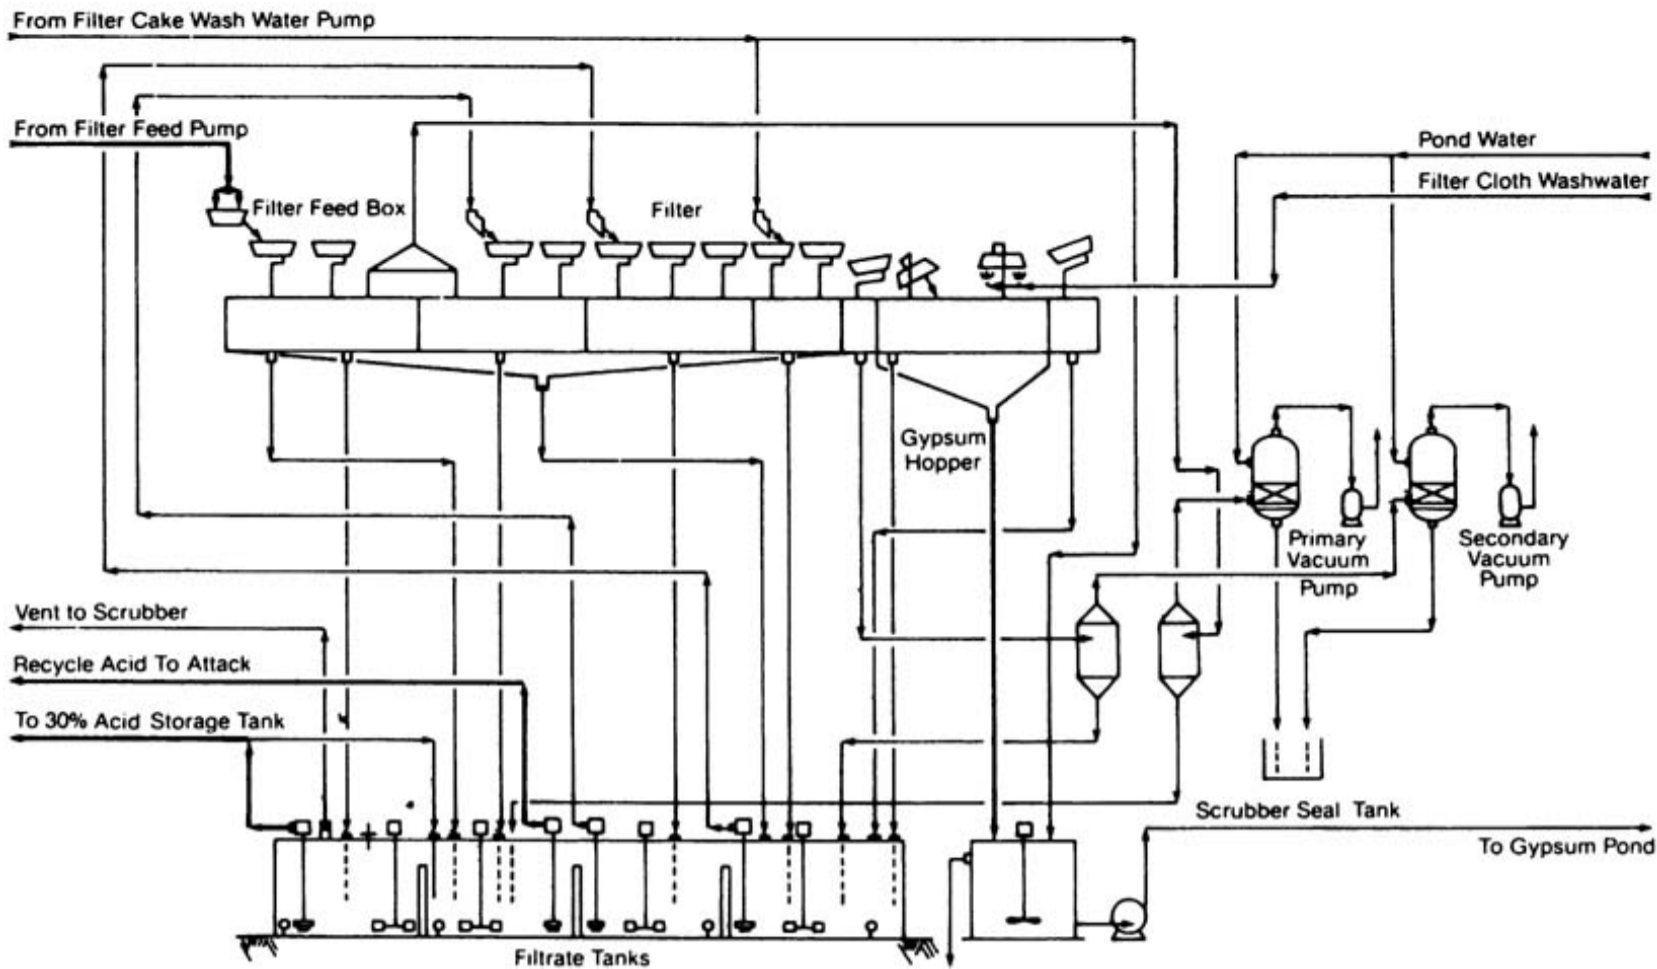 From Filter Cake Wash Water Pump
From Filter Feed Pump
Pond Water
Filter Cloth Washwater
Filter Feed Box
Filter
Gypsum
Hopper
Primary
Vacuum
Pump
Secondary
Vacuum
Pump
Vent to Scrubber
Recycle Acid To Attack
To 30% Acid Storage Tank
Scrubber Seal Tank
To Gypsum Pond
Filtrate Tanks